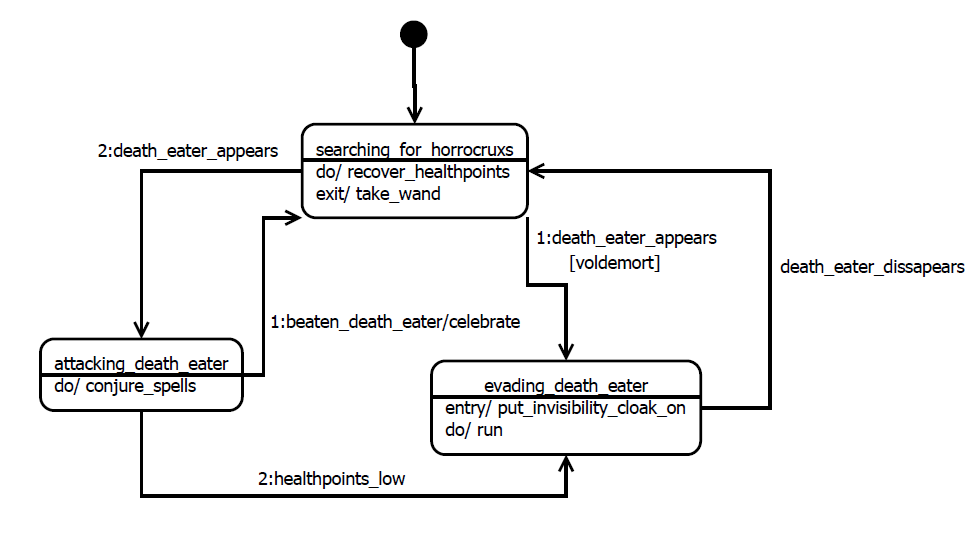 2:death_eater_appears
searching_for_horrocruxs
do/ recover_healthpoints
exit/ take_wand
1:death_eater_appears
[voldemort]
death_eater_dissapears
1:beaten_death_eater/celebrate
attacking_death_eater
do/ conjure_spells
evading_death_eater
entry/ put_invisibility_cloak_on
do/ run
2:healthpoints_low